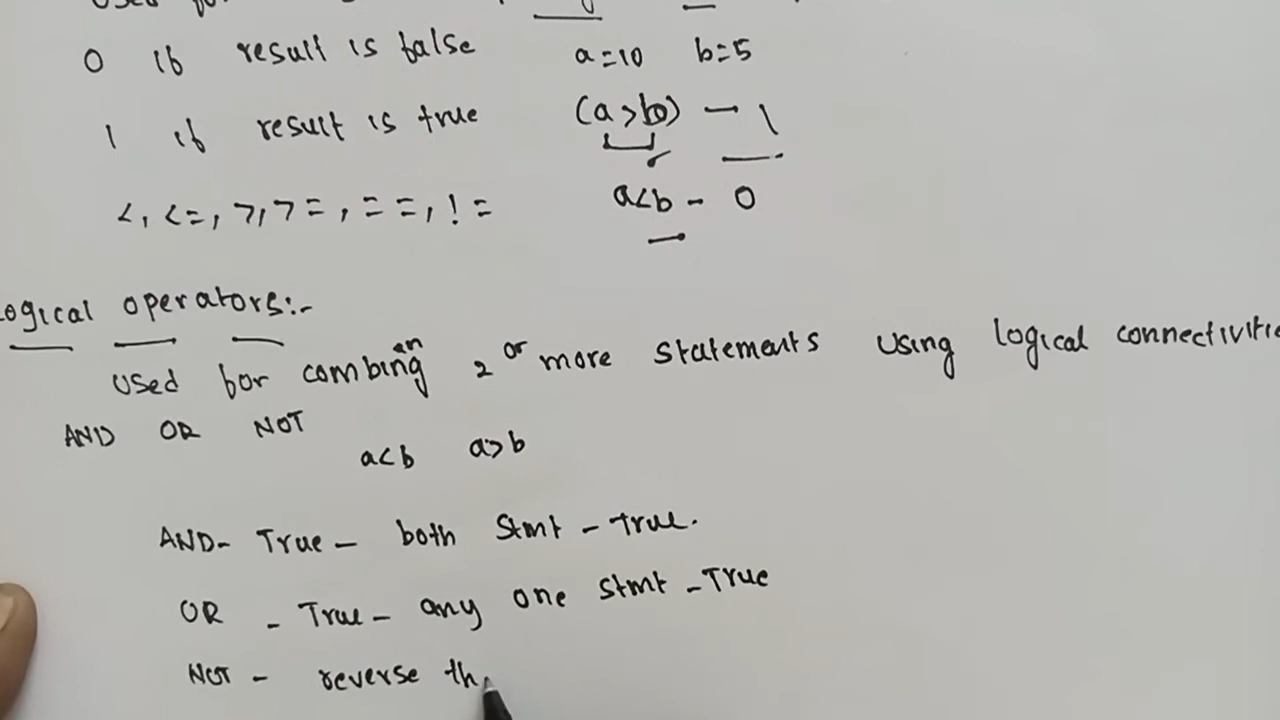 0 if result is false a=10 b=5
1 if result is true (a>b) - 1
<, <=, >, >=, ==, != a<b - 0
Logical operators:-
used for combining 2 or more statements using logical connectivitie
AND OR NOT
a<b a>b
AND- True - both Stmt - true.
OR - True - any one stmt - True
NOT - reverse th